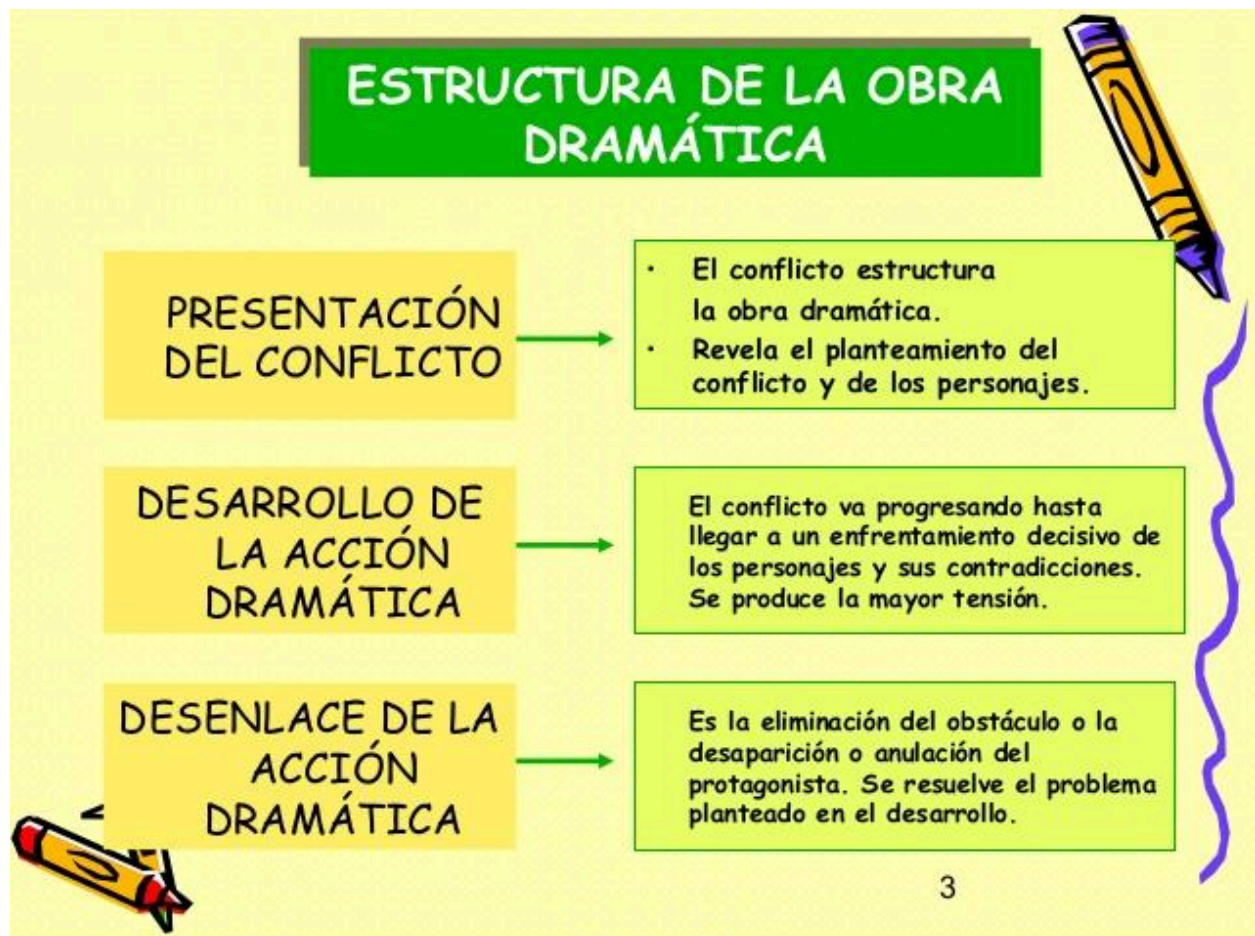 ESTRUCTURA DE LA OBRA
DRAMÁTICA
PRESENTACIÓN
DEL CONFLICTO
• El conflicto estructura
la obra dramática.
• Revela el planteamiento del
conflicto y de los personajes.
DESARROLLO DE
LA ACCIÓN
DRAMÁTICA
El conflicto va progresando hasta
llegar a un enfrentamiento decisivo de
los personajes y sus contradicciones.
Se produce la mayor tensión.
DESENLACE DE LA
ACCIÓN
DRAMÁTICA
Es la eliminación del obstáculo o la
desaparición o anulación del
protagonista. Se resuelve el problema
planteado en el desarrollo.
3